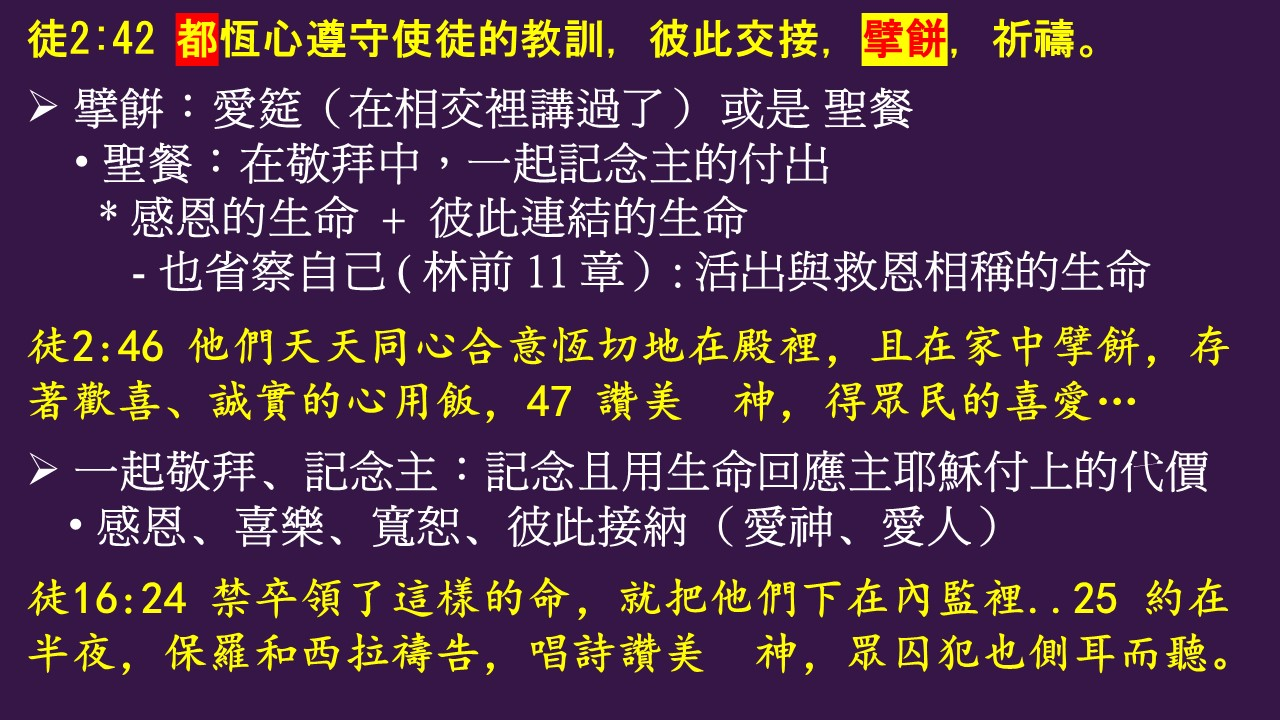 徒2:42 都恆心遵守使徒的教訓, 彼此交接, 擘餅, 祈禱。
➢ 擘餅：愛筵（在相交裡講過了） 或是 聖餐
• 聖餐：在敬拜中，一起記念主的付出
* 感恩的生命 + 彼此連結的生命
- 也省察自己 ( 林前 11 章）: 活出與救恩相稱的生命
徒2:46 他們天天同心合意恆切地在殿裡, 且在家中擘餅, 存
著歡喜、誠實的心用飯, 47 讚美　神, 得眾民的喜愛…
➢ 一起敬拜、記念主：記念且用生命回應主耶穌付上的代價
• 感恩、喜樂、寬恕、彼此接納 （愛神、愛人）
徒16:24 禁卒領了這樣的命, 就把他們下在內監裡..25 約在
半夜, 保羅和西拉禱告, 唱詩讚美　神, 眾囚犯也側耳而聽。